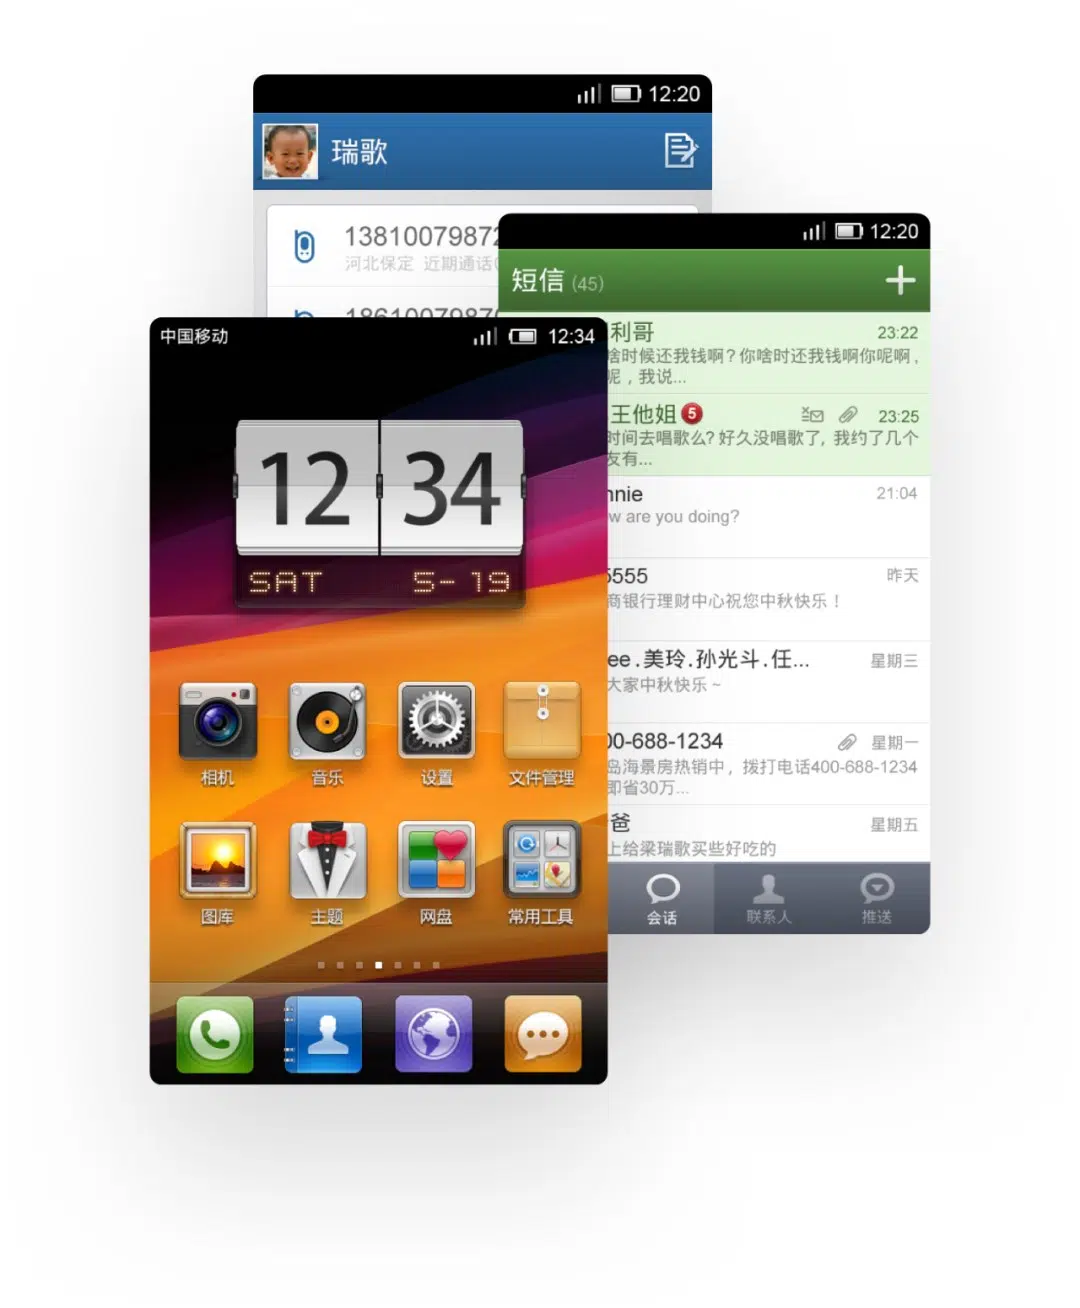 12:20
瑞歌
13810079872
河北保定 近期通话
12:20
短信 (45)
利哥 23:22
啥时候还我钱啊？你啥时还我钱啊你呢啊，
呢，我说...
王他姐 5 23:25
时间去唱歌么? 好久没唱歌了, 我约了几个
友有...
nnie 21:04
w are you doing?
5555 昨天
商银行理财中心祝您中秋快乐！
ee.美玲.孙光斗.任... 星期三
大家中秋快乐~
00-688-1234 星期一
岛海景房热销中，拨打电话400-688-1234
即省30万...
爸 星期五
上给梁瑞歌买些好吃的
会话 联系人 推送
中国移动 12:34
12 34
SAT 5-19
相机 音乐 设置 文件管理
图库 主题 网盘 常用工具